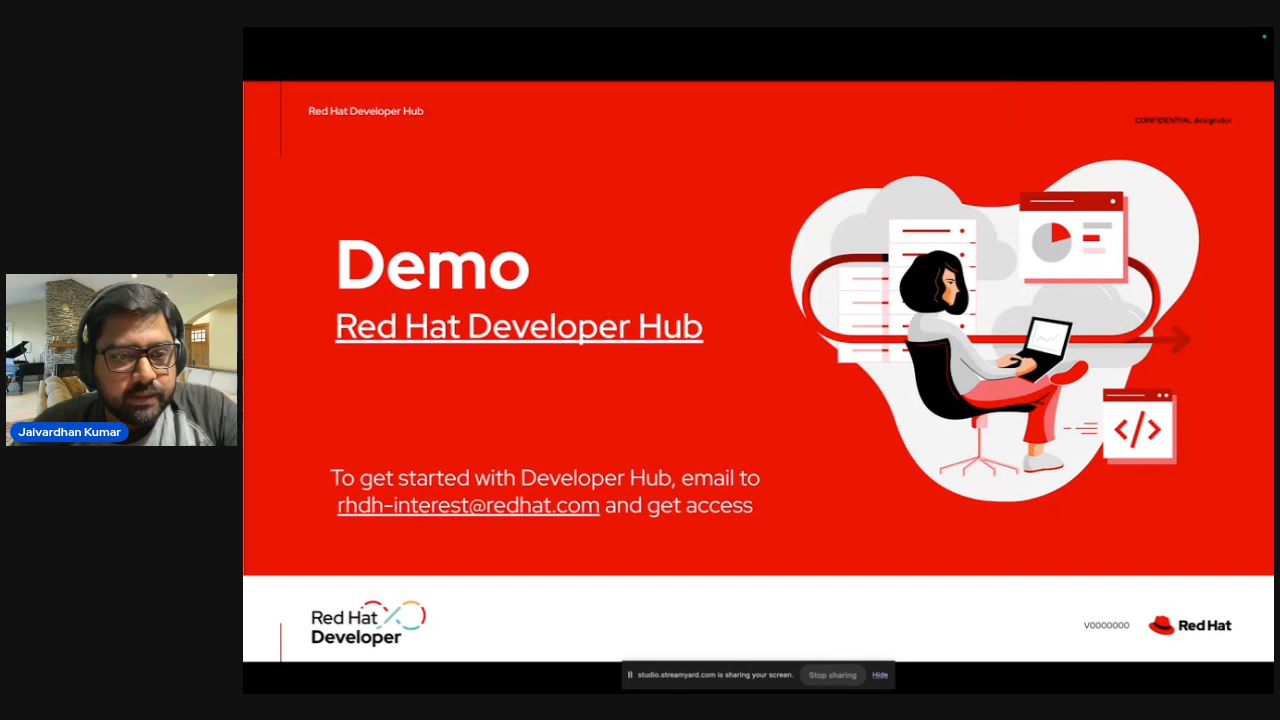 Red Hat Developer Hub
CONFIDENTIAL designator
Demo
Red Hat Developer Hub
To get started with Developer Hub, email to
rhdh-interest@redhat.com and get access
Jaivardhan Kumar
Red Hat
Developer
V0000000
Red Hat
studio.streamyard.com is sharing your screen.
Stop sharing
Hide